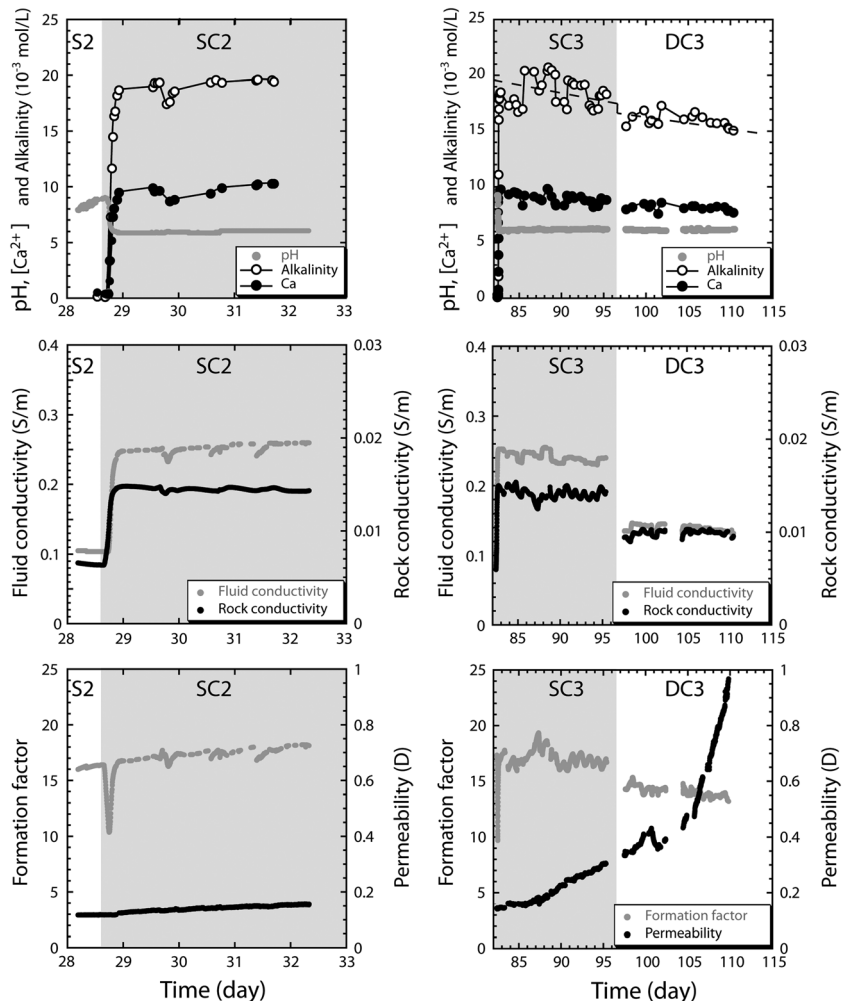 S2 SC2
pH, [Ca²⁺] and Alkalinity (10⁻³ mol/L)
25
20
15
10
5
0
pH
Alkalinity
Ca
28 29 30 31 32 33
SC3 DC3
pH, [Ca²⁺] and Alkalinity (10⁻³ mol/L)
25
20
15
10
5
0
pH
Alkalinity
Ca
85 90 95 100 105 110 115
S2 SC2
Fluid conductivity (S/m)
0.4
0.3
0.2
0.1
0
Rock conductivity (S/m)
0.03
0.02
0.01
0
Fluid conductivity
Rock conductivity
28 29 30 31 32 33
SC3 DC3
Fluid conductivity (S/m)
0.4
0.3
0.2
0.1
0
Rock conductivity (S/m)
0.03
0.02
0.01
0
Fluid conductivity
Rock conductivity
85 90 95 100 105 110 115
S2 SC2
Formation factor
25
20
15
10
5
0
Permeability (D)
1
0.8
0.6
0.4
0.2
0
28 29 30 31 32 33
Time (day)
SC3 DC3
Formation factor
25
20
15
10
5
0
Permeability (D)
1
0.8
0.6
0.4
0.2
0
Formation factor
Permeability
85 90 95 100 105 110 115
Time (day)